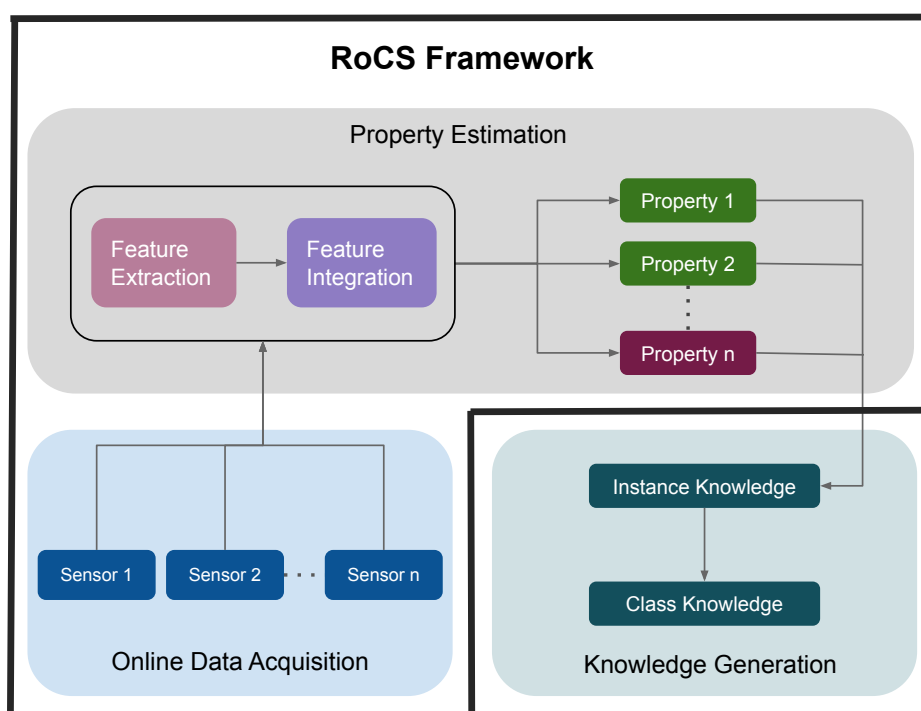 RoCS Framework
Property Estimation
Feature
Extraction
Feature
Integration
Property 1
Property 2
Property n
Sensor 1
Sensor 2
Sensor n
Online Data Acquisition
Instance Knowledge
Class Knowledge
Knowledge Generation